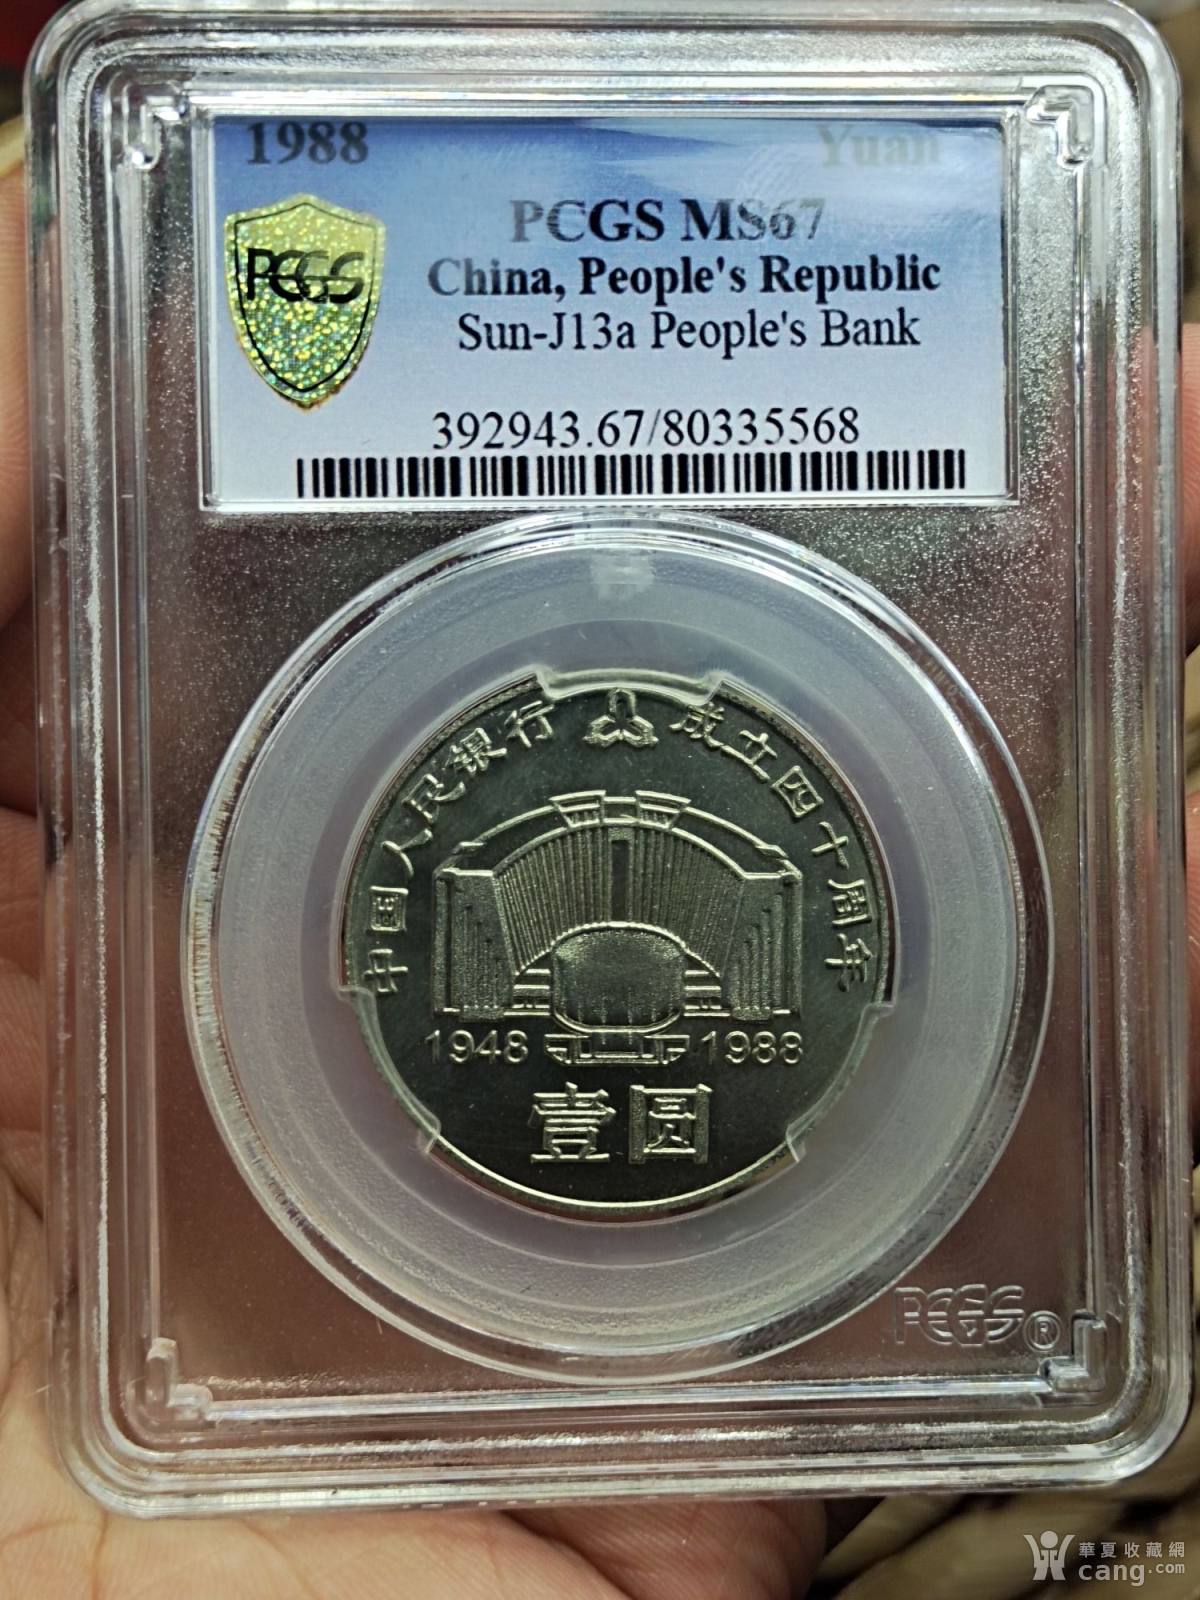 1988 Yuan
PCGS MS67
PCGS
China, People's Republic
Sun-J13a People's Bank
392943.67/80335568
中国人民银行 成立四十周年
1948 1988
壹圆
PCGS®
華夏收藏網
cang.com